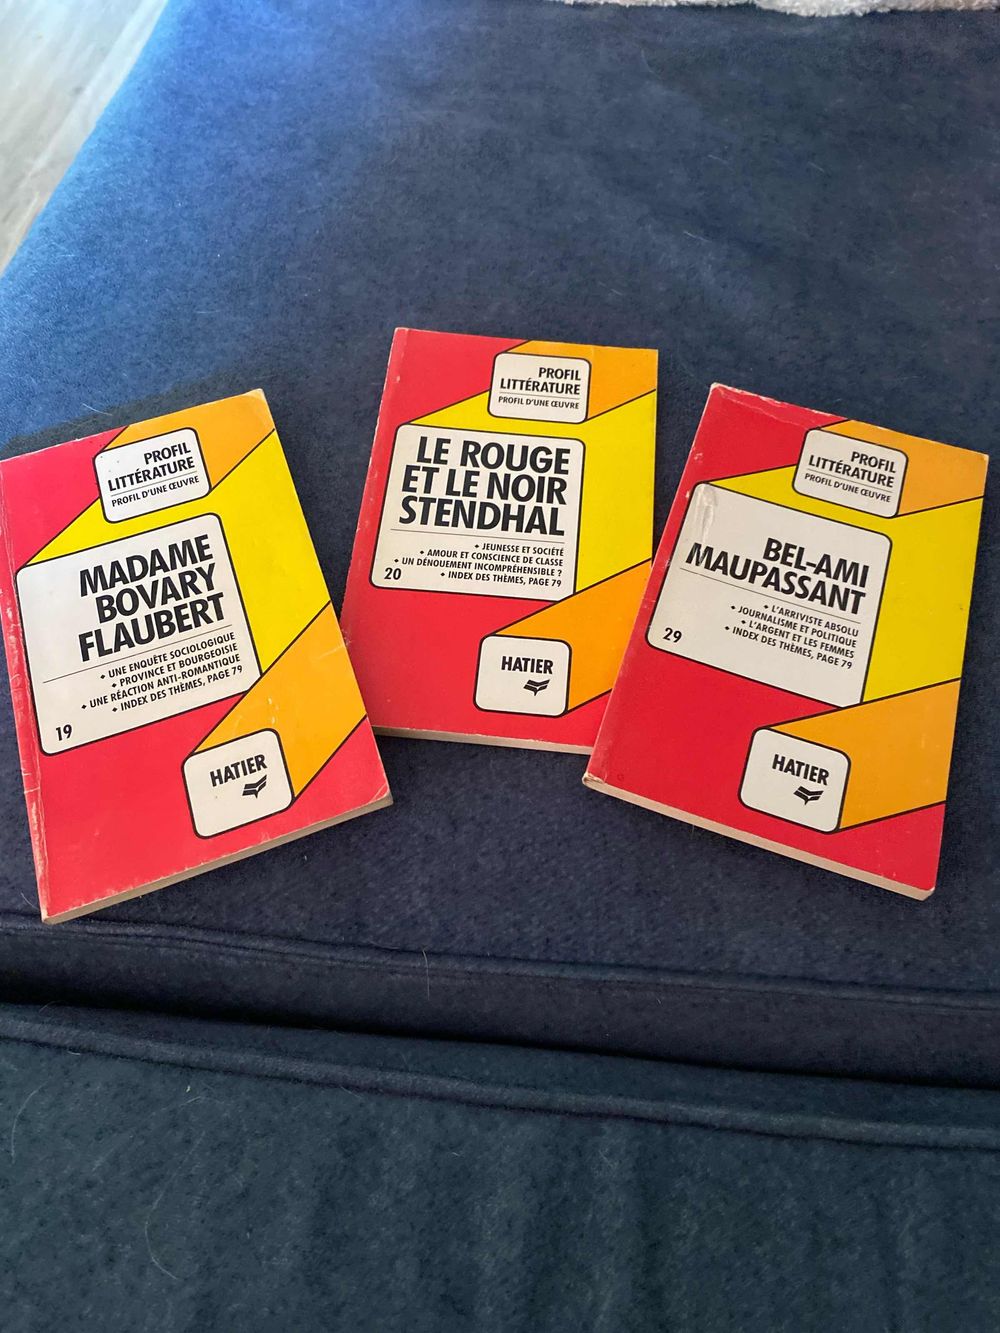 PROFIL
LITTÉRATURE
PROFIL D'UNE ŒUVRE
MADAME
BOVARY
FLAUBERT
• UNE ENQUÊTE SOCIOLOGIQUE
• PROVINCE ET BOURGEOISIE
• UNE RÉACTION ANTI-ROMANTIQUE
• INDEX DES THÈMES, PAGE 79
19
HATIER
PROFIL
LITTÉRATURE
PROFIL D'UNE ŒUVRE
LE ROUGE
ET LE NOIR
STENDHAL
• JEUNESSE ET SOCIÉTÉ
• AMOUR ET CONSCIENCE DE CLASSE
• UN DÉNOUEMENT INCOMPRÉHENSIBLE ?
• INDEX DES THÈMES, PAGE 79
20
HATIER
PROFIL
LITTÉRATURE
PROFIL D'UNE ŒUVRE
BEL-AMI
MAUPASSANT
• L'ARRIVISTE ABSOLU
• JOURNALISME ET POLITIQUE
• L'ARGENT ET LES FEMMES
• INDEX DES THÈMES, PAGE 79
29
HATIER